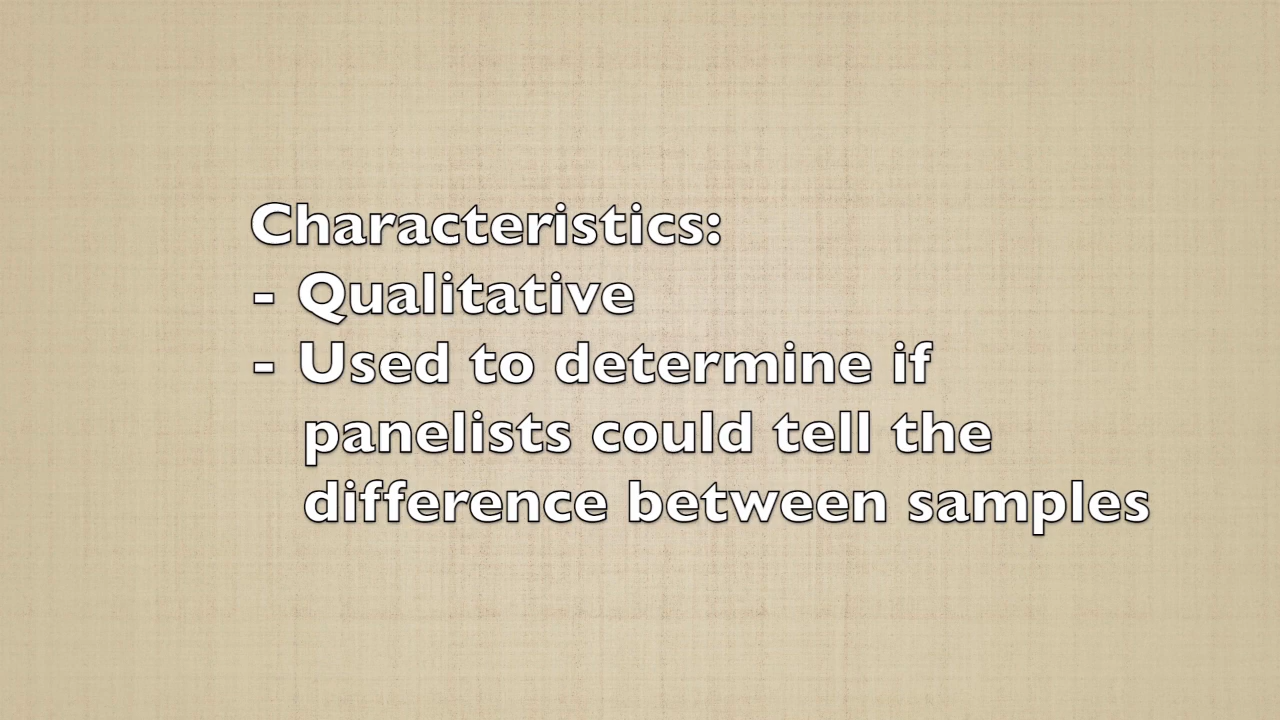 Characteristics:
- Qualitative
- Used to determine if
panelists could tell the
difference between samples